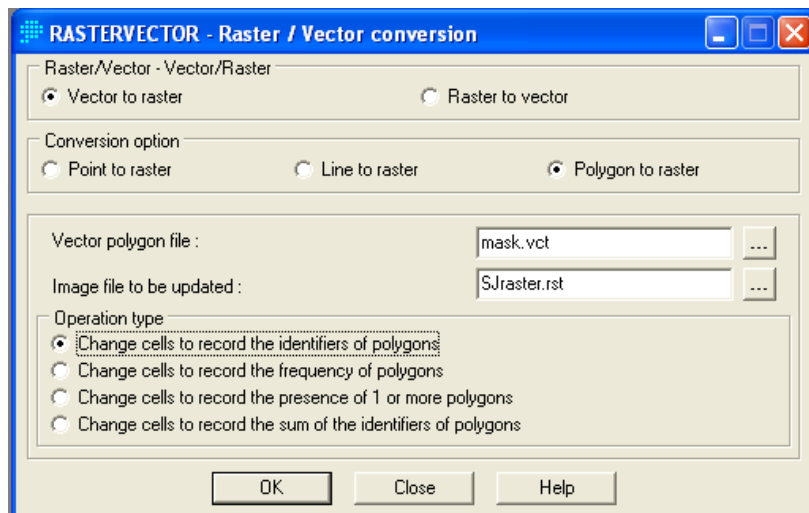 RASTERVECTOR - Raster / Vector conversion
Raster/Vector - Vector/Raster
Vector to raster
Raster to vector
Conversion option
Point to raster
Line to raster
Polygon to raster
Vector polygon file :
mask.vct
...
Image file to be updated :
SJraster.rst
...
Operation type
Change cells to record the identifiers of polygons
Change cells to record the frequency of polygons
Change cells to record the presence of 1 or more polygons
Change cells to record the sum of the identifiers of polygons
OK
Close
Help